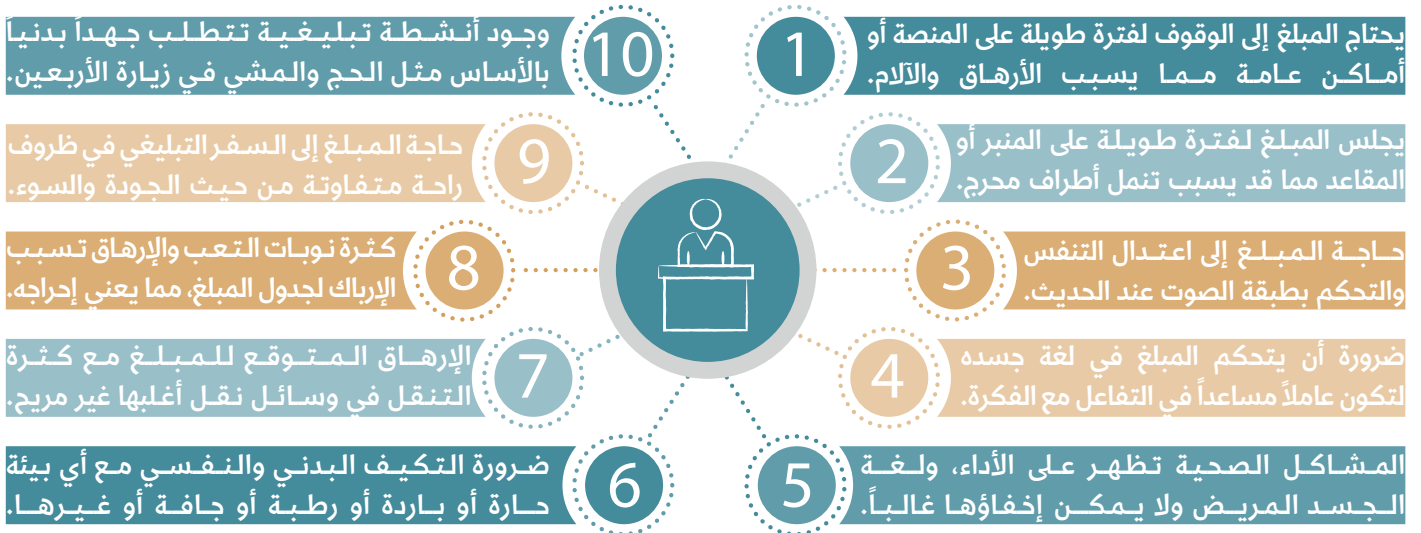 1
يحتاج المبلغ إلى الوقوف لفترة طويلة على المنصة أو
أماكن عامة مما يسبب الأرهاق والآلام.
2
يجلس المبلغ لفترة طويلة على المنبر أو
المقاعد مما قد يسبب تنمل أطراف محرج.
3
حاجة المبلغ إلى اعتدال التنفس
والتحكم بطبقة الصوت عند الحديث.
4
ضرورة أن يتحكم المبلغ في لغة جسده
لتكون عاملاً مساعداً في التفاعل مع الفكرة.
5
المشاكل الصحية تظهر على الأداء، ولغة
الجسد المريض ولا يمكن إخفاؤها غالباً.
6
ضرورة التكيف البدني والنفسي مع أي بيئة
حارة أو باردة أو رطبة أو جافة أو غيرها.
7
الإرهاق المتوقع للمبلغ مع كثرة
التنقل في وسائل نقل أغلبها غير مريح.
8
كثرة نوبات التعب والإرهاق تسبب
الإرباك لجدول المبلغ، مما يعني إحراجه.
9
حاجة المبلغ إلى السفر التبليغي في ظروف
راحة متفاوتة من حيث الجودة والسوء.
10
وجود أنشطة تبليغية تتطلب جهداً بدنياً
بالأساس مثل الحج والمشي في زيارة الأربعين.